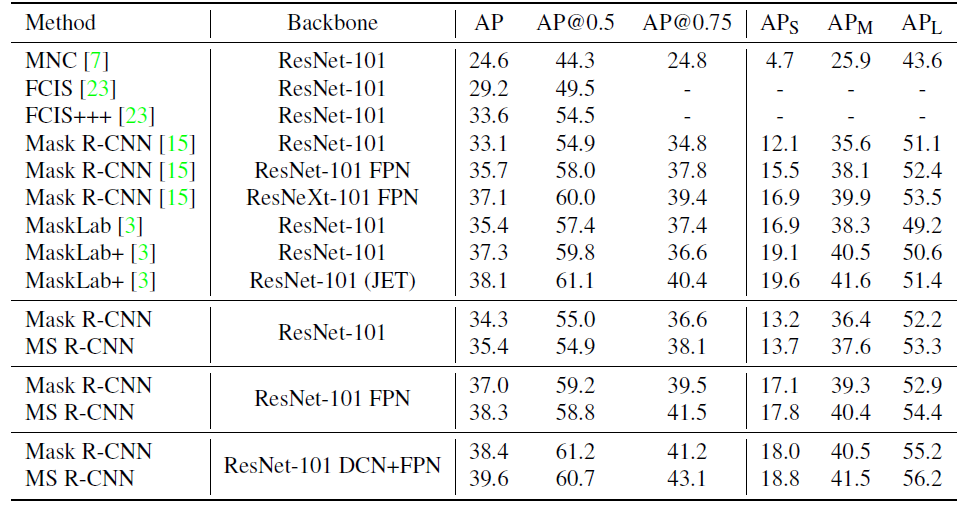 Method Backbone AP AP@0.5 AP@0.75 APS APM APL
MNC [7] ResNet-101 24.6 44.3 24.8 4.7 25.9 43.6
FCIS [23] ResNet-101 29.2 49.5 - - - -
FCIS+++ [23] ResNet-101 33.6 54.5 - - - -
Mask R-CNN [15] ResNet-101 33.1 54.9 34.8 12.1 35.6 51.1
Mask R-CNN [15] ResNet-101 FPN 35.7 58.0 37.8 15.5 38.1 52.4
Mask R-CNN [15] ResNeXt-101 FPN 37.1 60.0 39.4 16.9 39.9 53.5
MaskLab [3] ResNet-101 35.4 57.4 37.4 16.9 38.3 49.2
MaskLab+ [3] ResNet-101 37.3 59.8 36.6 19.1 40.5 50.6
MaskLab+ [3] ResNet-101 (JET) 38.1 61.1 40.4 19.6 41.6 51.4
Mask R-CNN ResNet-101 34.3 55.0 36.6 13.2 36.4 52.2
MS R-CNN 35.4 54.9 38.1 13.7 37.6 53.3
Mask R-CNN ResNet-101 FPN 37.0 59.2 39.5 17.1 39.3 52.9
MS R-CNN 38.3 58.8 41.5 17.8 40.4 54.4
Mask R-CNN ResNet-101 DCN+FPN 38.4 61.2 41.2 18.0 40.5 55.2
MS R-CNN 39.6 60.7 43.1 18.8 41.5 56.2